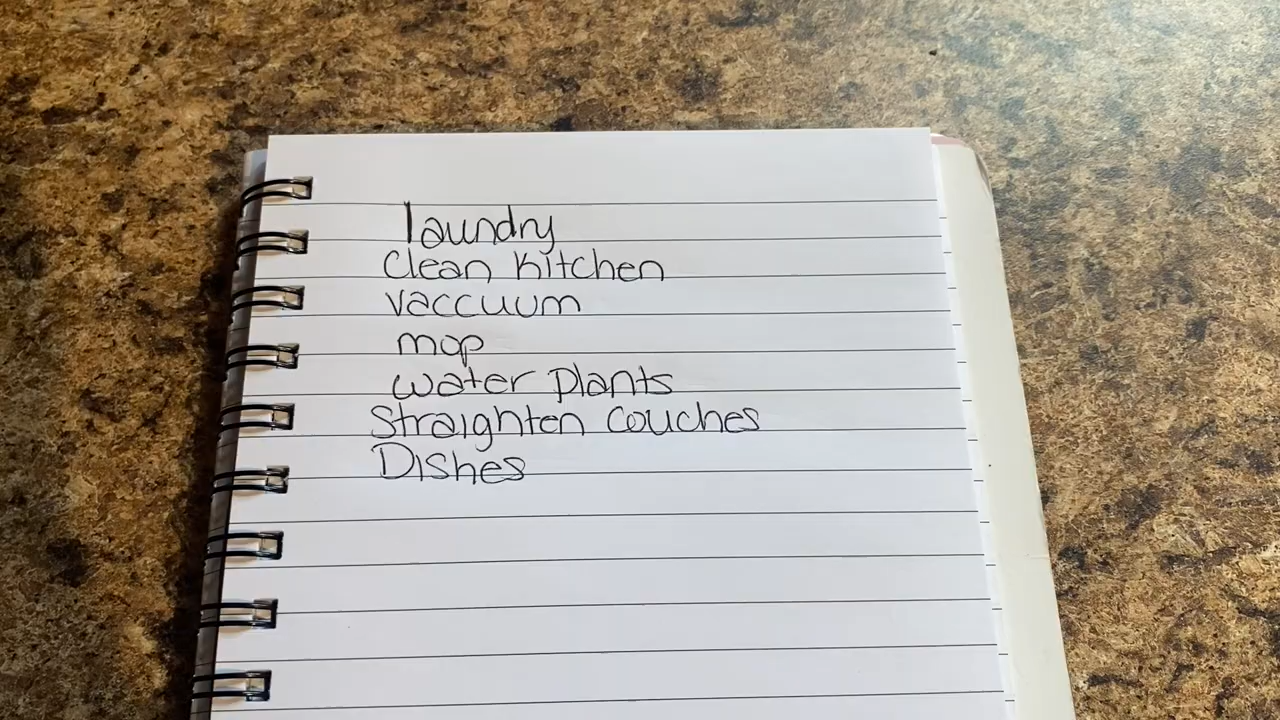 laundry
Clean Kitchen
vaccuum
mop
water plants
Straighten Couches
Dishes